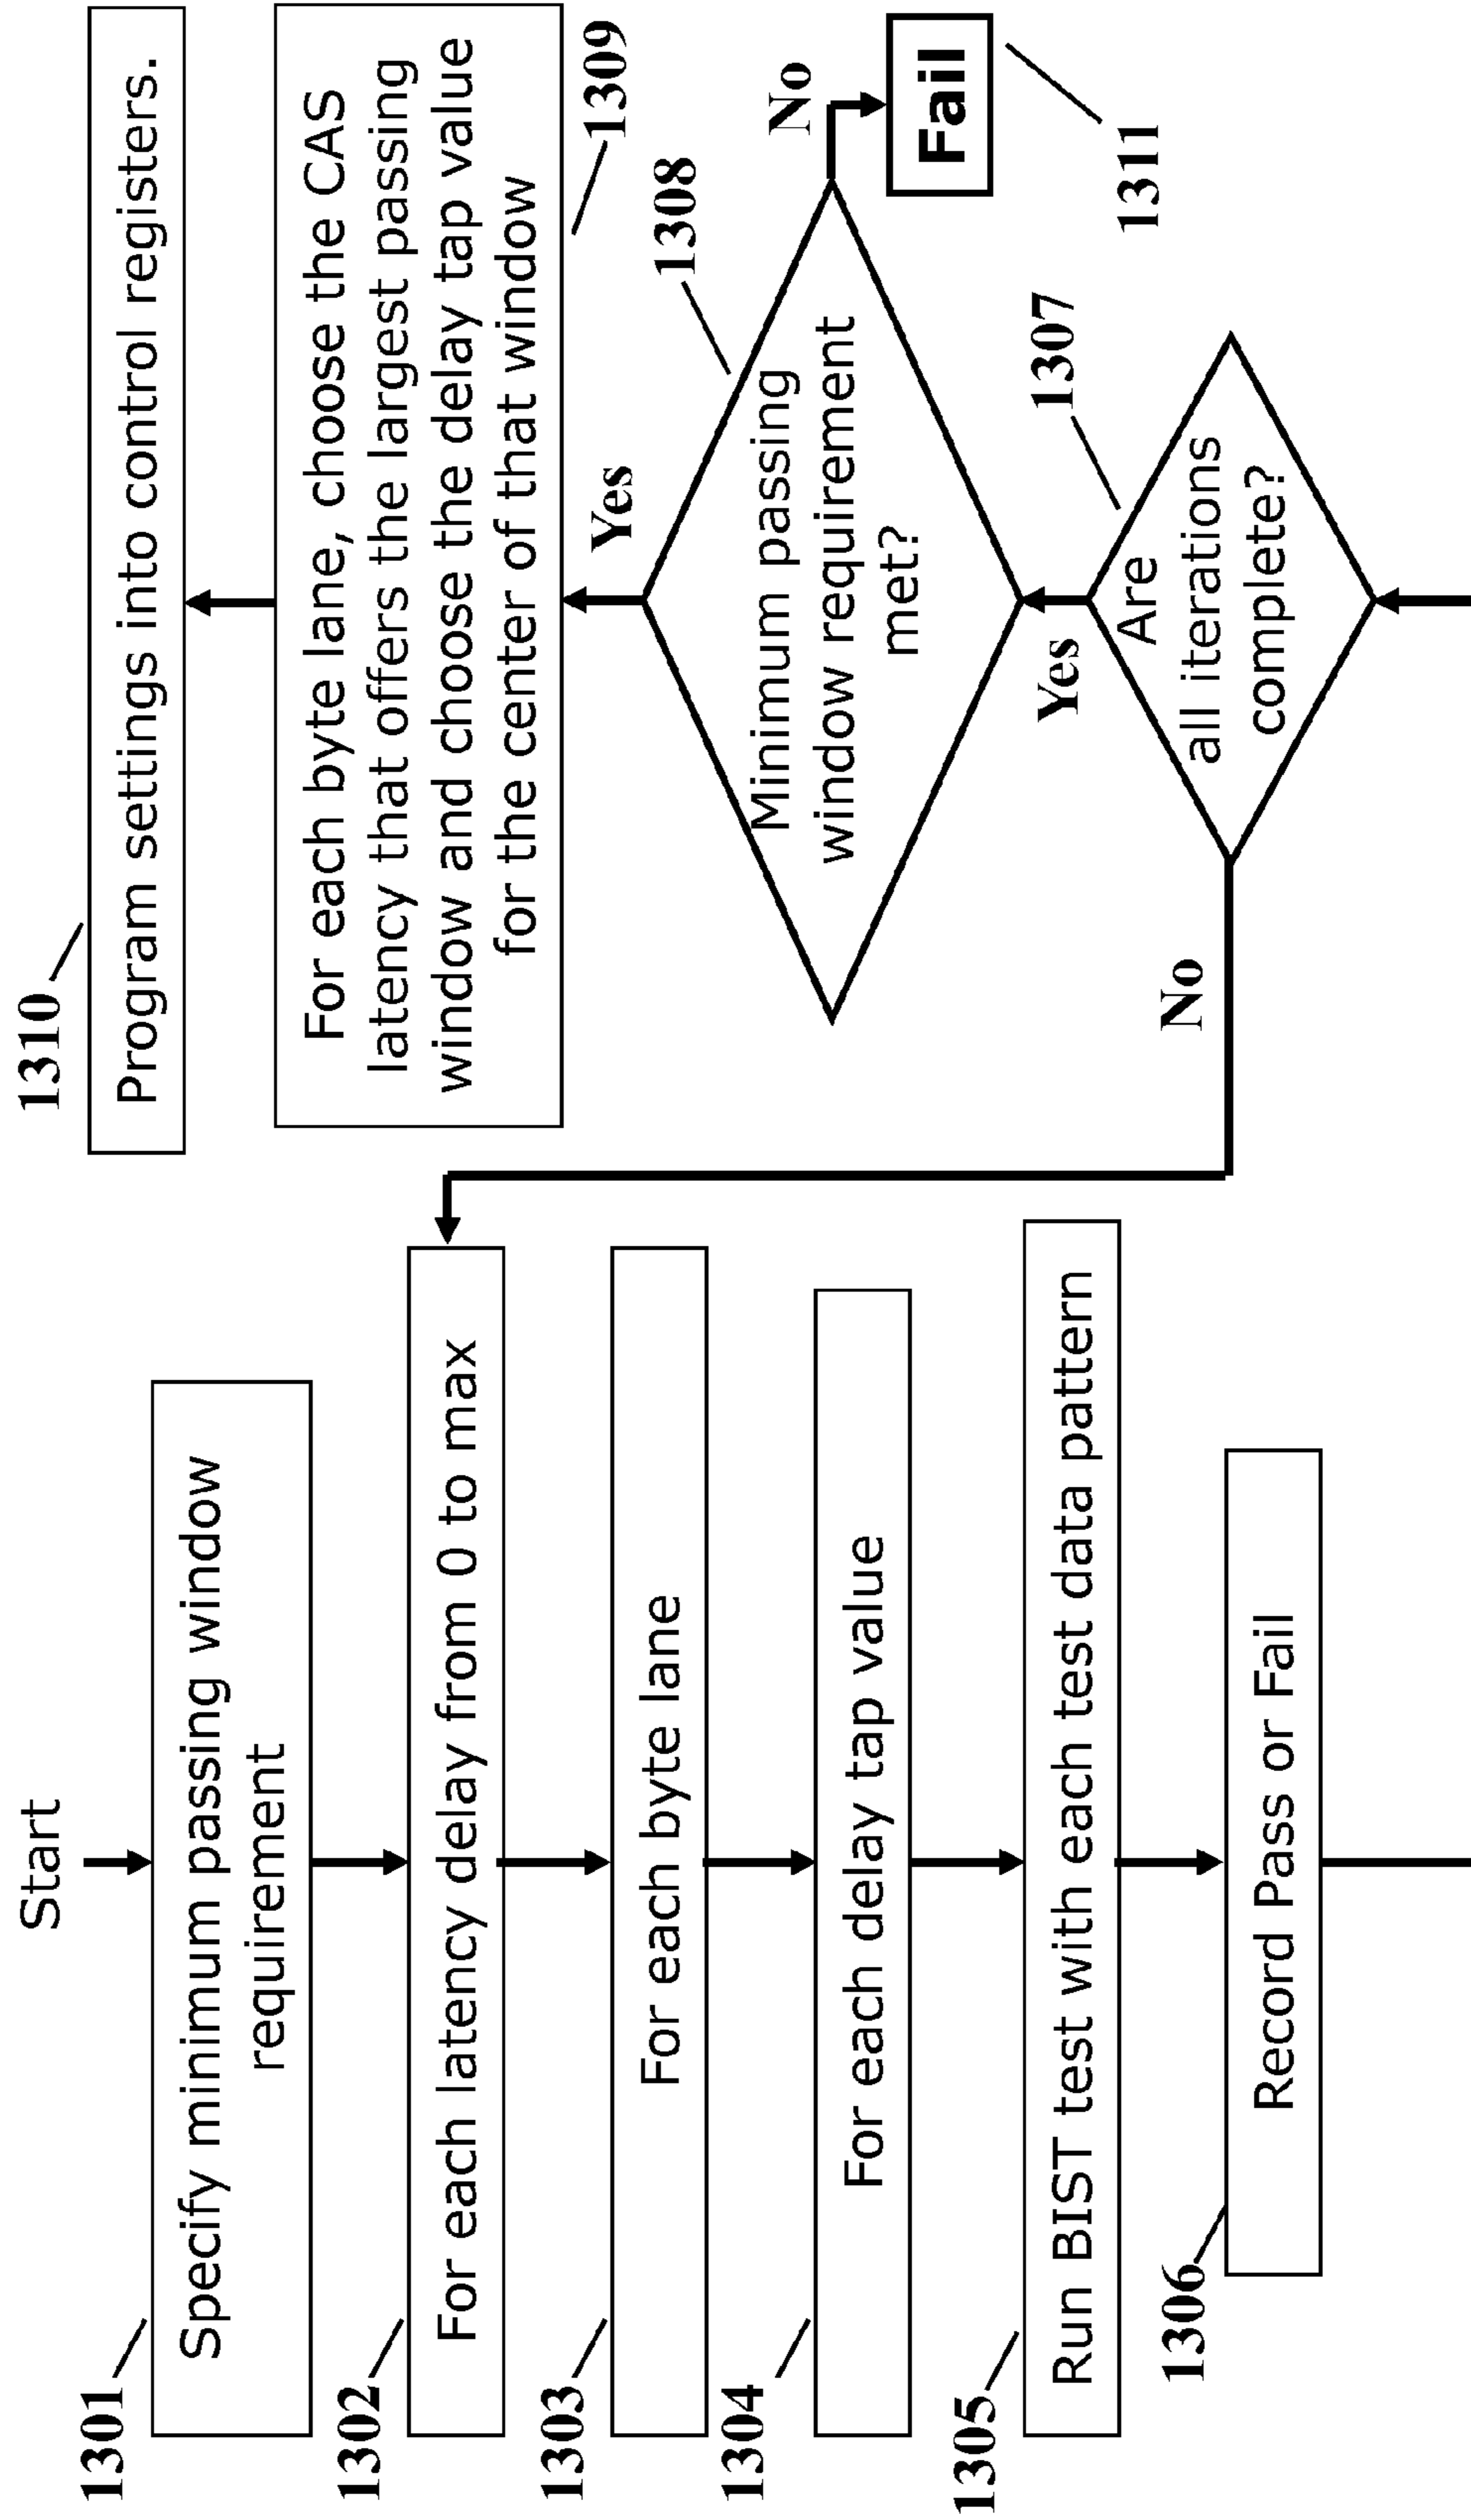 Start
1301
Specify minimum passing window
requirement
1302
For each latency delay from 0 to max
1303
For each byte lane
1304
For each delay tap value
1305
Run BIST test with each test data pattern
1306
Record Pass or Fail
1310
Program settings into control registers.
For each byte lane, choose the CAS
latency that offers the largest passing
window and choose the delay tap value
for the center of that window
1309
Yes
1308
No
Minimum passing
window requirement
met?
Fail
1311
1307
Yes
Are
all iterations
complete?
No